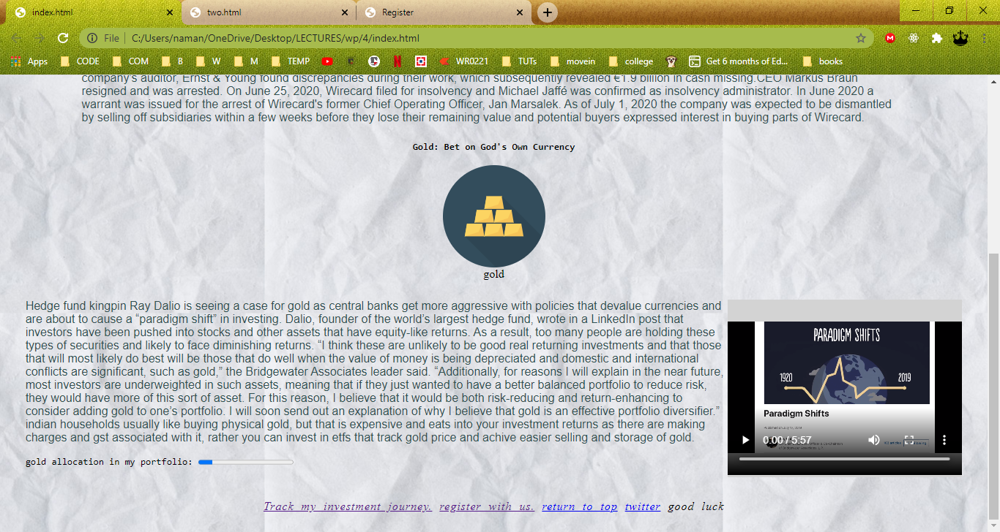 index.html
two.html
Register
File
C:/Users/naman/OneDrive/Desktop/LECTURES/wp/4/index.html
Apps CODE COM B W M TEMP WR0221 TUTs movein college Get 6 months of Ed... books
company's auditor, Ernst & Young found discrepancies during their work, which subsequently revealed €1.9 billion in cash missing.CEO Markus Braun
resigned and was arrested. On June 25, 2020, Wirecard filed for insolvency and Michael Jaffé was confirmed as insolvency administrator. In June 2020 a
warrant was issued for the arrest of Wirecard's former Chief Operating Officer, Jan Marsalek. As of July 1, 2020 the company was expected to be dismantled
by selling off subsidiaries within a few weeks before they lose their remaining value and potential buyers expressed interest in buying parts of Wirecard.
Gold: Bet on God's Own Currency
gold
Hedge fund kingpin Ray Dalio is seeing a case for gold as central banks get more aggressive with policies that devalue currencies and
are about to cause a “paradigm shift” in investing. Dalio, founder of the world’s largest hedge fund, wrote in a LinkedIn post that
investors have been pushed into stocks and other assets that have equity-like returns. As a result, too many people are holding these
types of securities and likely to face diminishing returns. “I think these are unlikely to be good real returning investments and that those
that will most likely do best will be those that do well when the value of money is being depreciated and domestic and international
conflicts are significant, such as gold,” the Bridgewater Associates leader said. “Additionally, for reasons I will explain in the near future,
most investors are underweighted in such assets, meaning that if they just wanted to have a better balanced portfolio to reduce risk,
they would have more of this sort of asset. For this reason, I believe that it would be both risk-reducing and return-enhancing to
consider adding gold to one’s portfolio. I will soon send out an explanation of why I believe that gold is an effective portfolio diversifier.”
indian households usually like buying physical gold, but that is expensive and eats into your investment returns as there are making
charges and gst associated with it, rather you can invest in etfs that track gold price and achive easier selling and storage of gold.
PARADIGM SHIFTS
1920 2019
Paradigm Shifts
Published on July 17, 2019
0:00 / 5:57
gold allocation in my portfolio:
Track my investment journey. register with us. return to top twitter good luck